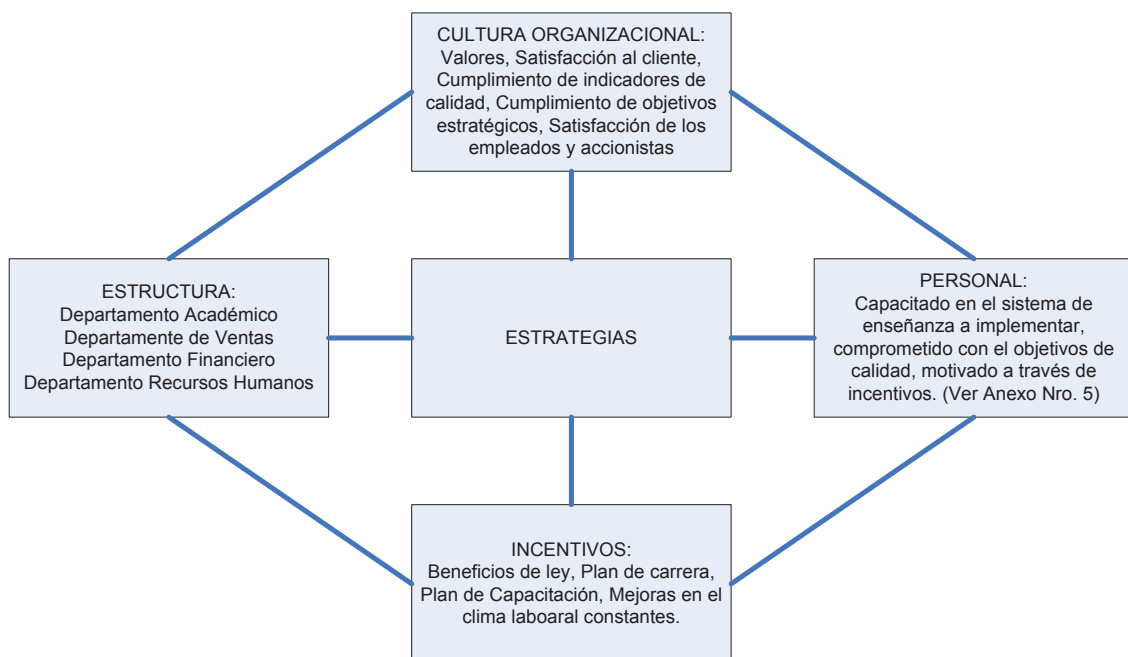 CULTURA ORGANIZACIONAL:
Valores, Satisfacción al cliente,
Cumplimiento de indicadores de
calidad, Cumplimiento de objetivos
estratégicos, Satisfacción de los
empleados y accionistas
ESTRUCTURA:
Departamento Académico
Departamente de Ventas
Departamento Financiero
Departamento Recursos Humanos
ESTRATEGIAS
PERSONAL:
Capacitado en el sistema de
enseñanza a implementar,
comprometido con el objetivos de
calidad, motivado a través de
incentivos. (Ver Anexo Nro. 5)
INCENTIVOS:
Beneficios de ley, Plan de carrera,
Plan de Capacitación, Mejoras en el
clima laboaral constantes.